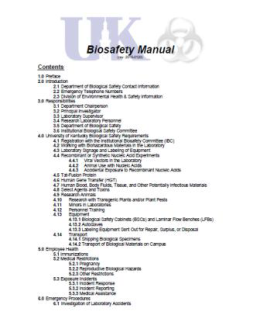 UK
Biosafety Manual
Contents
1.0 Preface
2.0 Introduction
2.1 Department of Biological Safety Contact Information
2.2 Emergency Telephone Numbers
2.3 Division of Environmental Health & Safety Information
3.0 Responsibilities
3.1 Department Chairperson
3.2 Principal Investigator
3.3 Laboratory Supervisor
3.4 Research Laboratory Personnel
3.5 Department of Biological Safety
3.6 Institutional Biological Safety Committee
4.0 University of Kentucky Biological Safety Requirements
4.1 Registration with the Institutional Biosafety Committee (IBC)
4.2 Working with Biohazardous Materials in the Laboratory
4.3 Laboratory Signage and Labeling of Equipment
4.4 Recombinant or Synthetic Nucleic Acid Experiments
4.4.1 Viral Vectors in the Laboratory
4.4.2 Animal Use with Nucleic Acids
4.4.3 Accidental Exposure to Recombinant Nucleic Acids
4.5 Tat-Fusion Protein
4.6 Human Gene Transfer (HGT)
4.7 Human Blood, Body Fluids, Tissue, and Other Potentially Infectious Materials
4.8 Select Agents and Toxins
4.9 Research Animals
4.10 Research with Transgenic Plants and/or Plant Pests
4.11 Minors in Laboratories
4.12 Personnel Training
4.13 Equipment
4.13.1 Biological Safety Cabinets (BSCs) and Laminar Flow Benches (LFBs)
4.13.2 Autoclaves
4.13.3 Labeling Equipment Sent Out for Repair, Surplus, or Disposal
4.14 Transport
4.14.1 Shipping Biological Specimens
4.14.2 Transport of Biological Materials on Campus
5.0 Employee Health
5.1 Immunizations
5.2 Medical Restrictions
5.2.1 Pregnancy
5.2.2 Reproductive Biological Hazards
5.2.3 Other Restrictions
5.3 Exposure Incidents
5.3.1 Incident Response
5.3.2 Incident Reporting
5.3.3 Medical Assistance
6.0 Emergency Procedures
6.1 Investigation of Laboratory Accidents